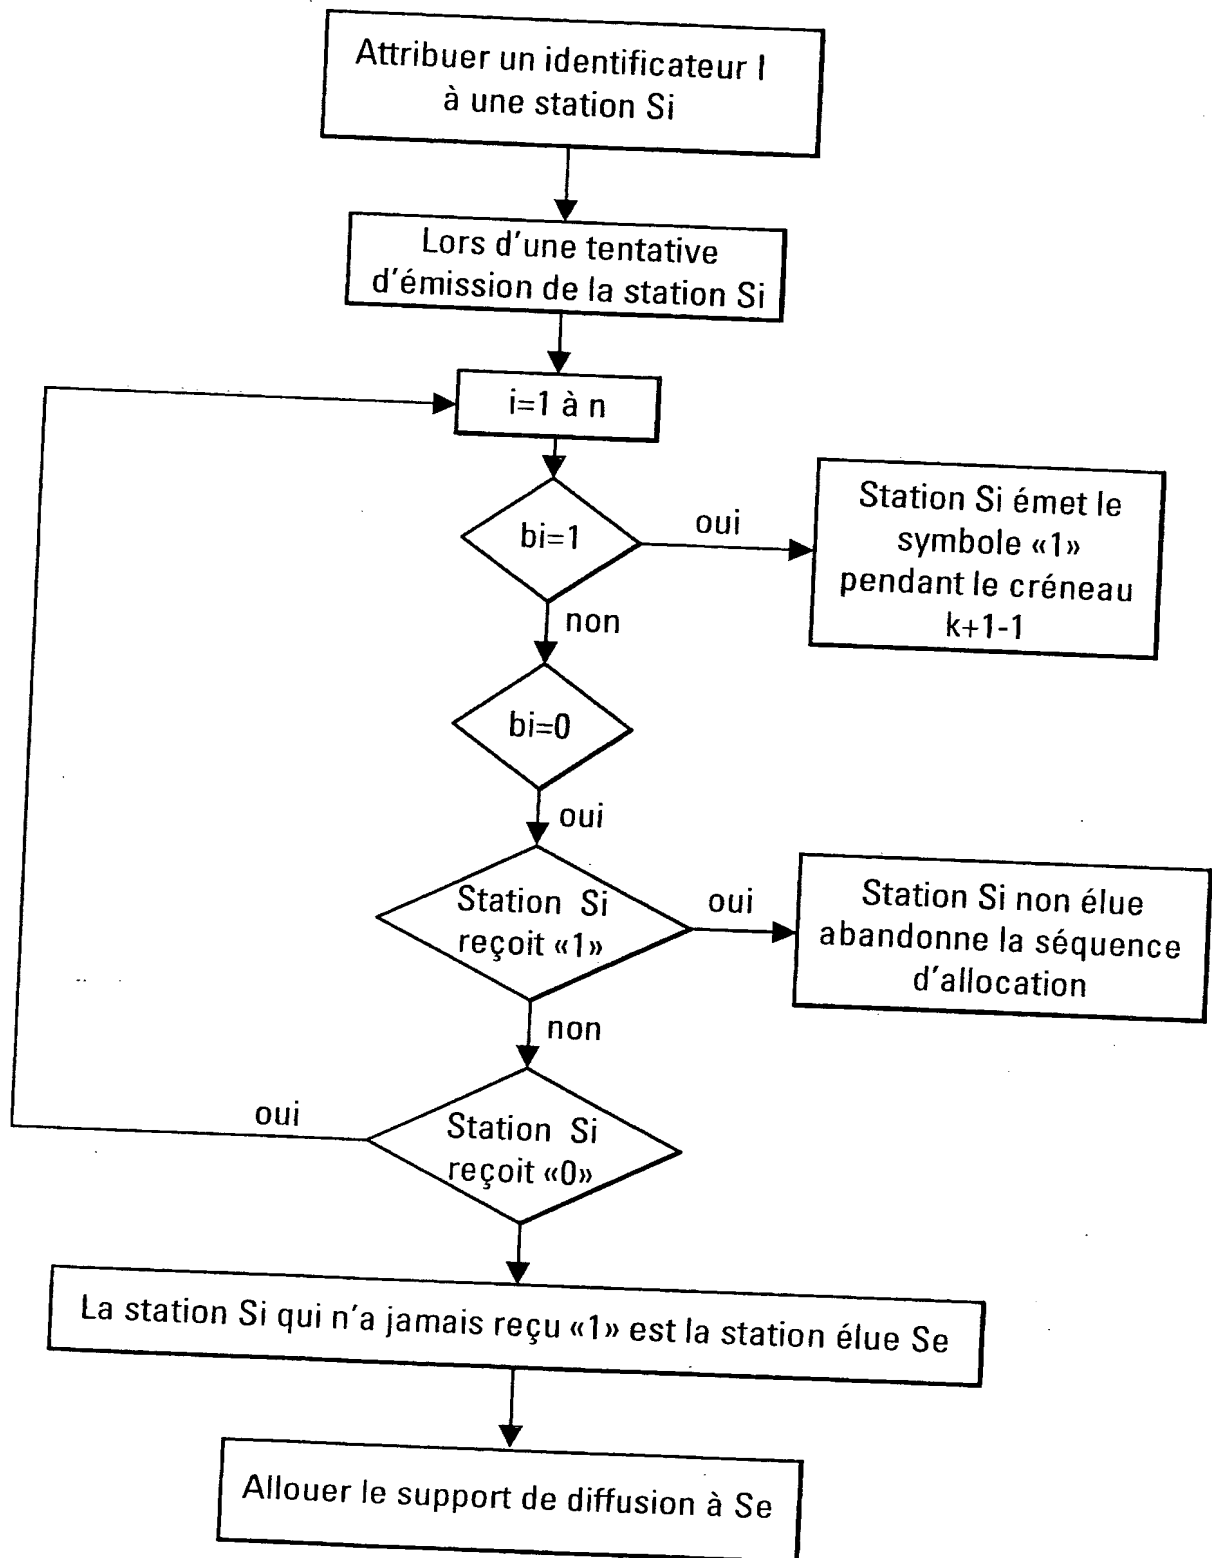 Attribuer un identificateur I
à une station Si
Lors d'une tentative
d'émission de la station Si
i=1 à n
bi=1
oui
Station Si émet le
symbole «1»
pendant le créneau
k+1-1
non
bi=0
oui
Station Si
reçoit «1»
oui
Station Si non élue
abandonne la séquence
d'allocation
non
Station Si
reçoit «0»
oui
La station Si qui n'a jamais reçu «1» est la station élue Se
Allouer le support de diffusion à Se